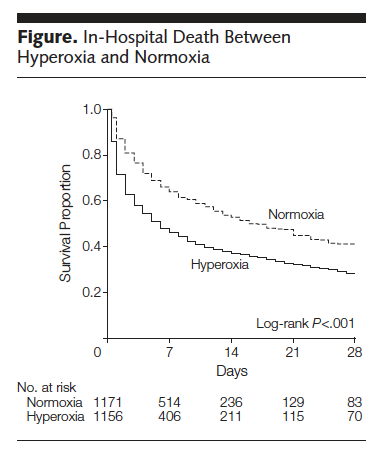 Figure. In-Hospital Death Between
Hyperoxia and Normoxia
1.0
0.8
0.6
0.4
0.2
Survival Proportion
Normoxia
Hyperoxia
Log-rank P<.001
0 7 14 21 28
Days
No. at risk
Normoxia 1171 514 236 129 83
Hyperoxia 1156 406 211 115 70